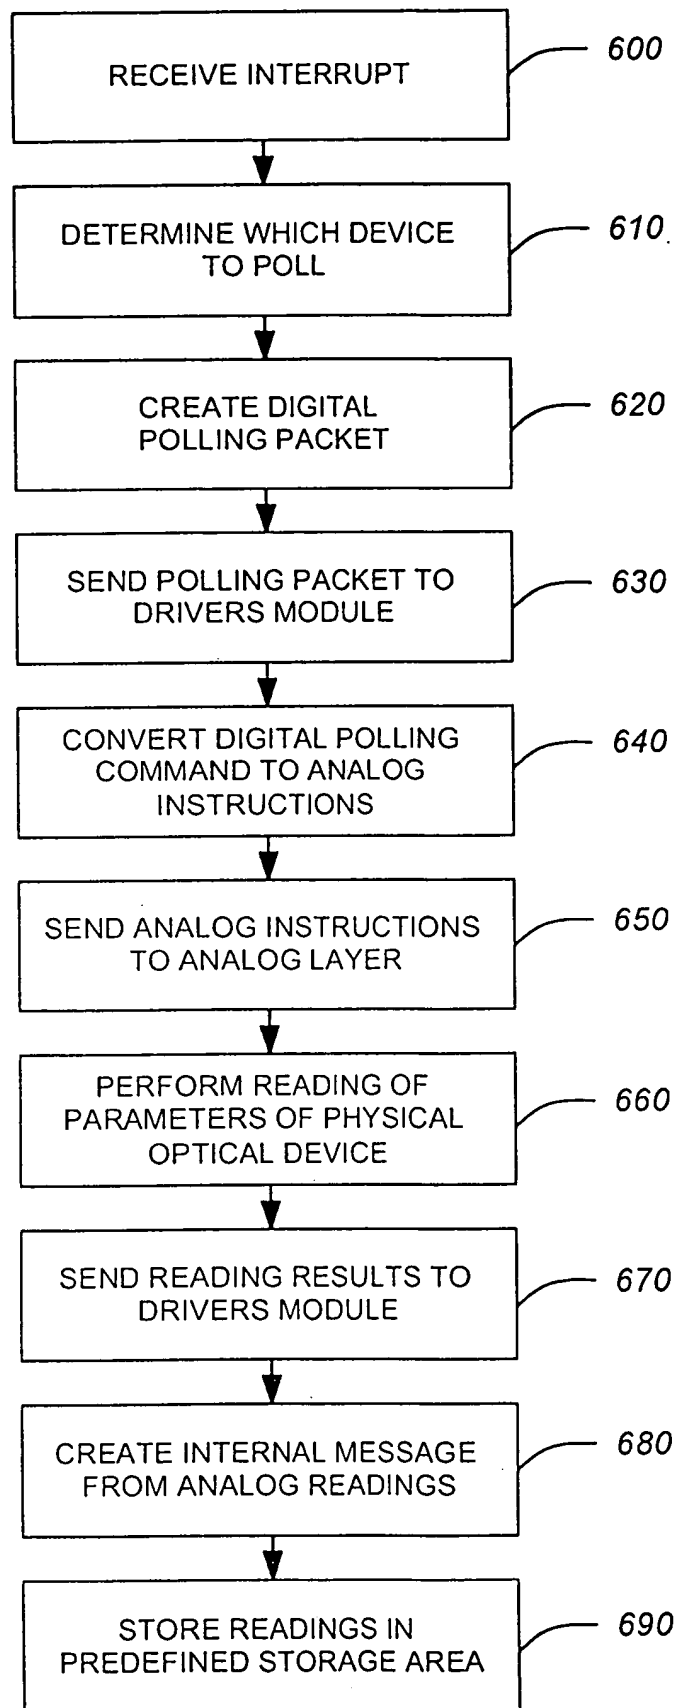 RECEIVE INTERRUPT
600
DETERMINE WHICH DEVICE
TO POLL
610.
CREATE DIGITAL
POLLING PACKET
620
SEND POLLING PACKET TO
DRIVERS MODULE
630
CONVERT DIGITAL POLLING
COMMAND TO ANALOG
INSTRUCTIONS
640
SEND ANALOG INSTRUCTIONS
TO ANALOG LAYER
650
PERFORM READING OF
PARAMETERS OF PHYSICAL
OPTICAL DEVICE
660
SEND READING RESULTS TO
DRIVERS MODULE
670
CREATE INTERNAL MESSAGE
FROM ANALOG READINGS
680
STORE READINGS IN
PREDEFINED STORAGE AREA
690